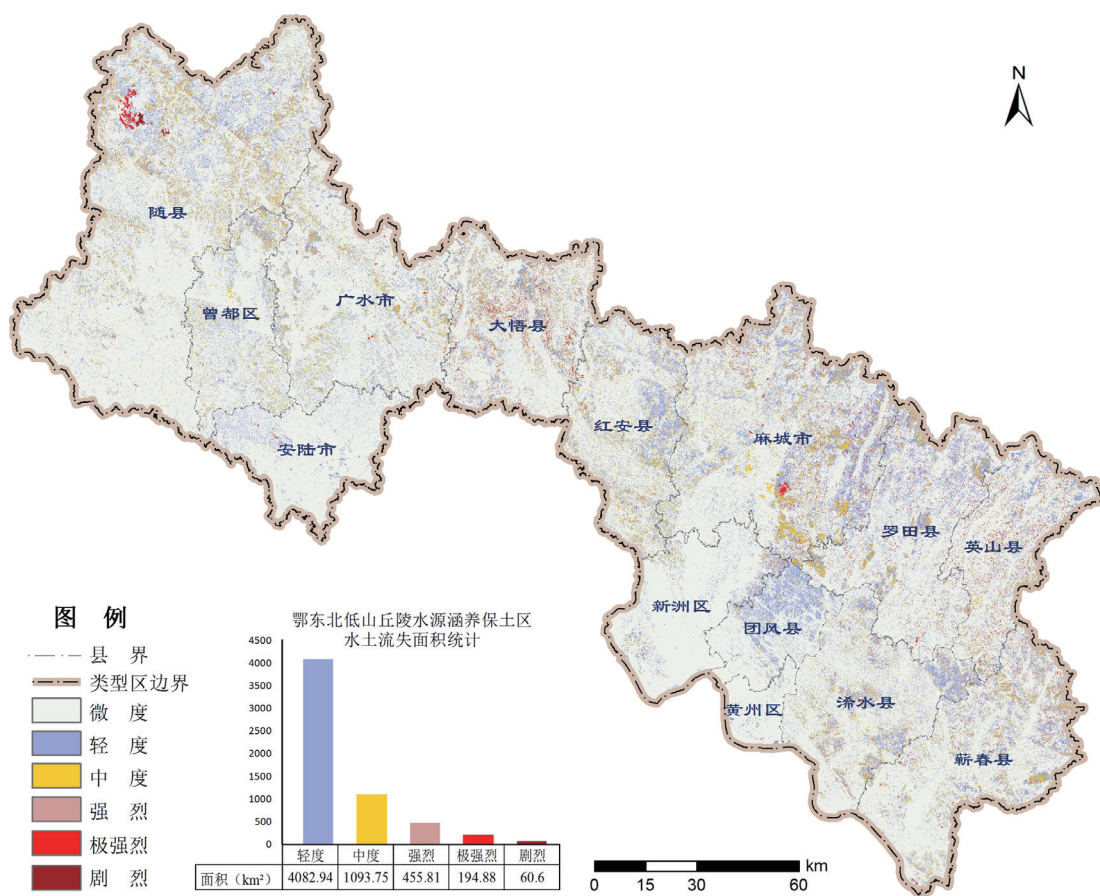 N
随县
曾都区
广水市
大悟县
安陆市
红安县
麻城市
罗田县
英山县
新洲区
团风县
黄州区
浠水县
蕲春县
图 例
县 界
类型区边界
微 度
轻 度
中 度
强 烈
极强烈
剧 烈
鄂东北低山丘陵水源涵养保土区
水土流失面积统计
4500
4000
3500
3000
2500
2000
1500
1000
500
0
轻度 中度 强烈 极强烈 剧烈
面积（km²） 4082.94 1093.75 455.81 194.88 60.6
km
0 15 30 60